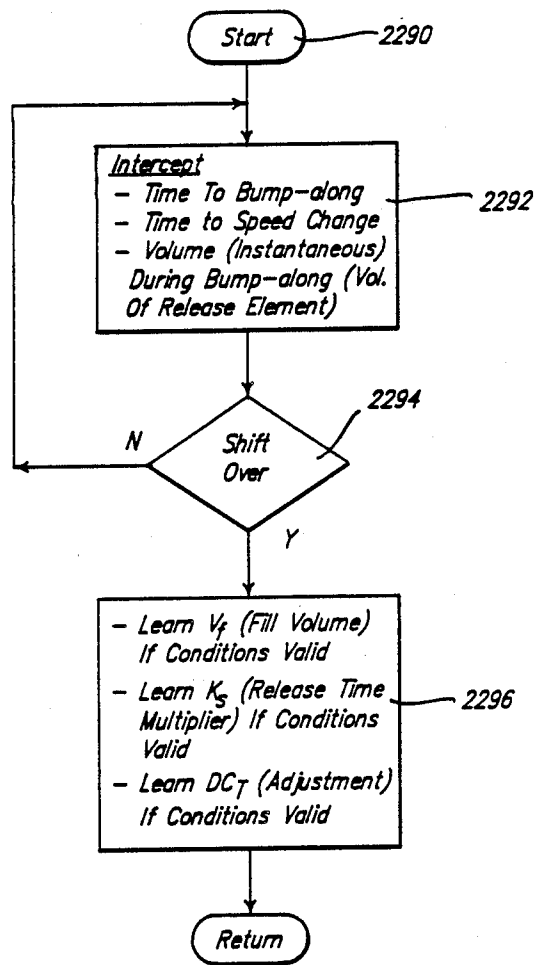 Start
2290
Intercept
- Time To Bump-along
- Time to Speed Change
- Volume (Instantaneous)
During Bump-along (Vol.
Of Release Element)
2292
Shift
Over
2294
N
Y
- Learn Vf (Fill Volume)
If Conditions Valid
- Learn Ks (Release Time
Multiplier) If Conditions
Valid
- Learn DCT (Adjustment)
If Conditions Valid
2296
Return